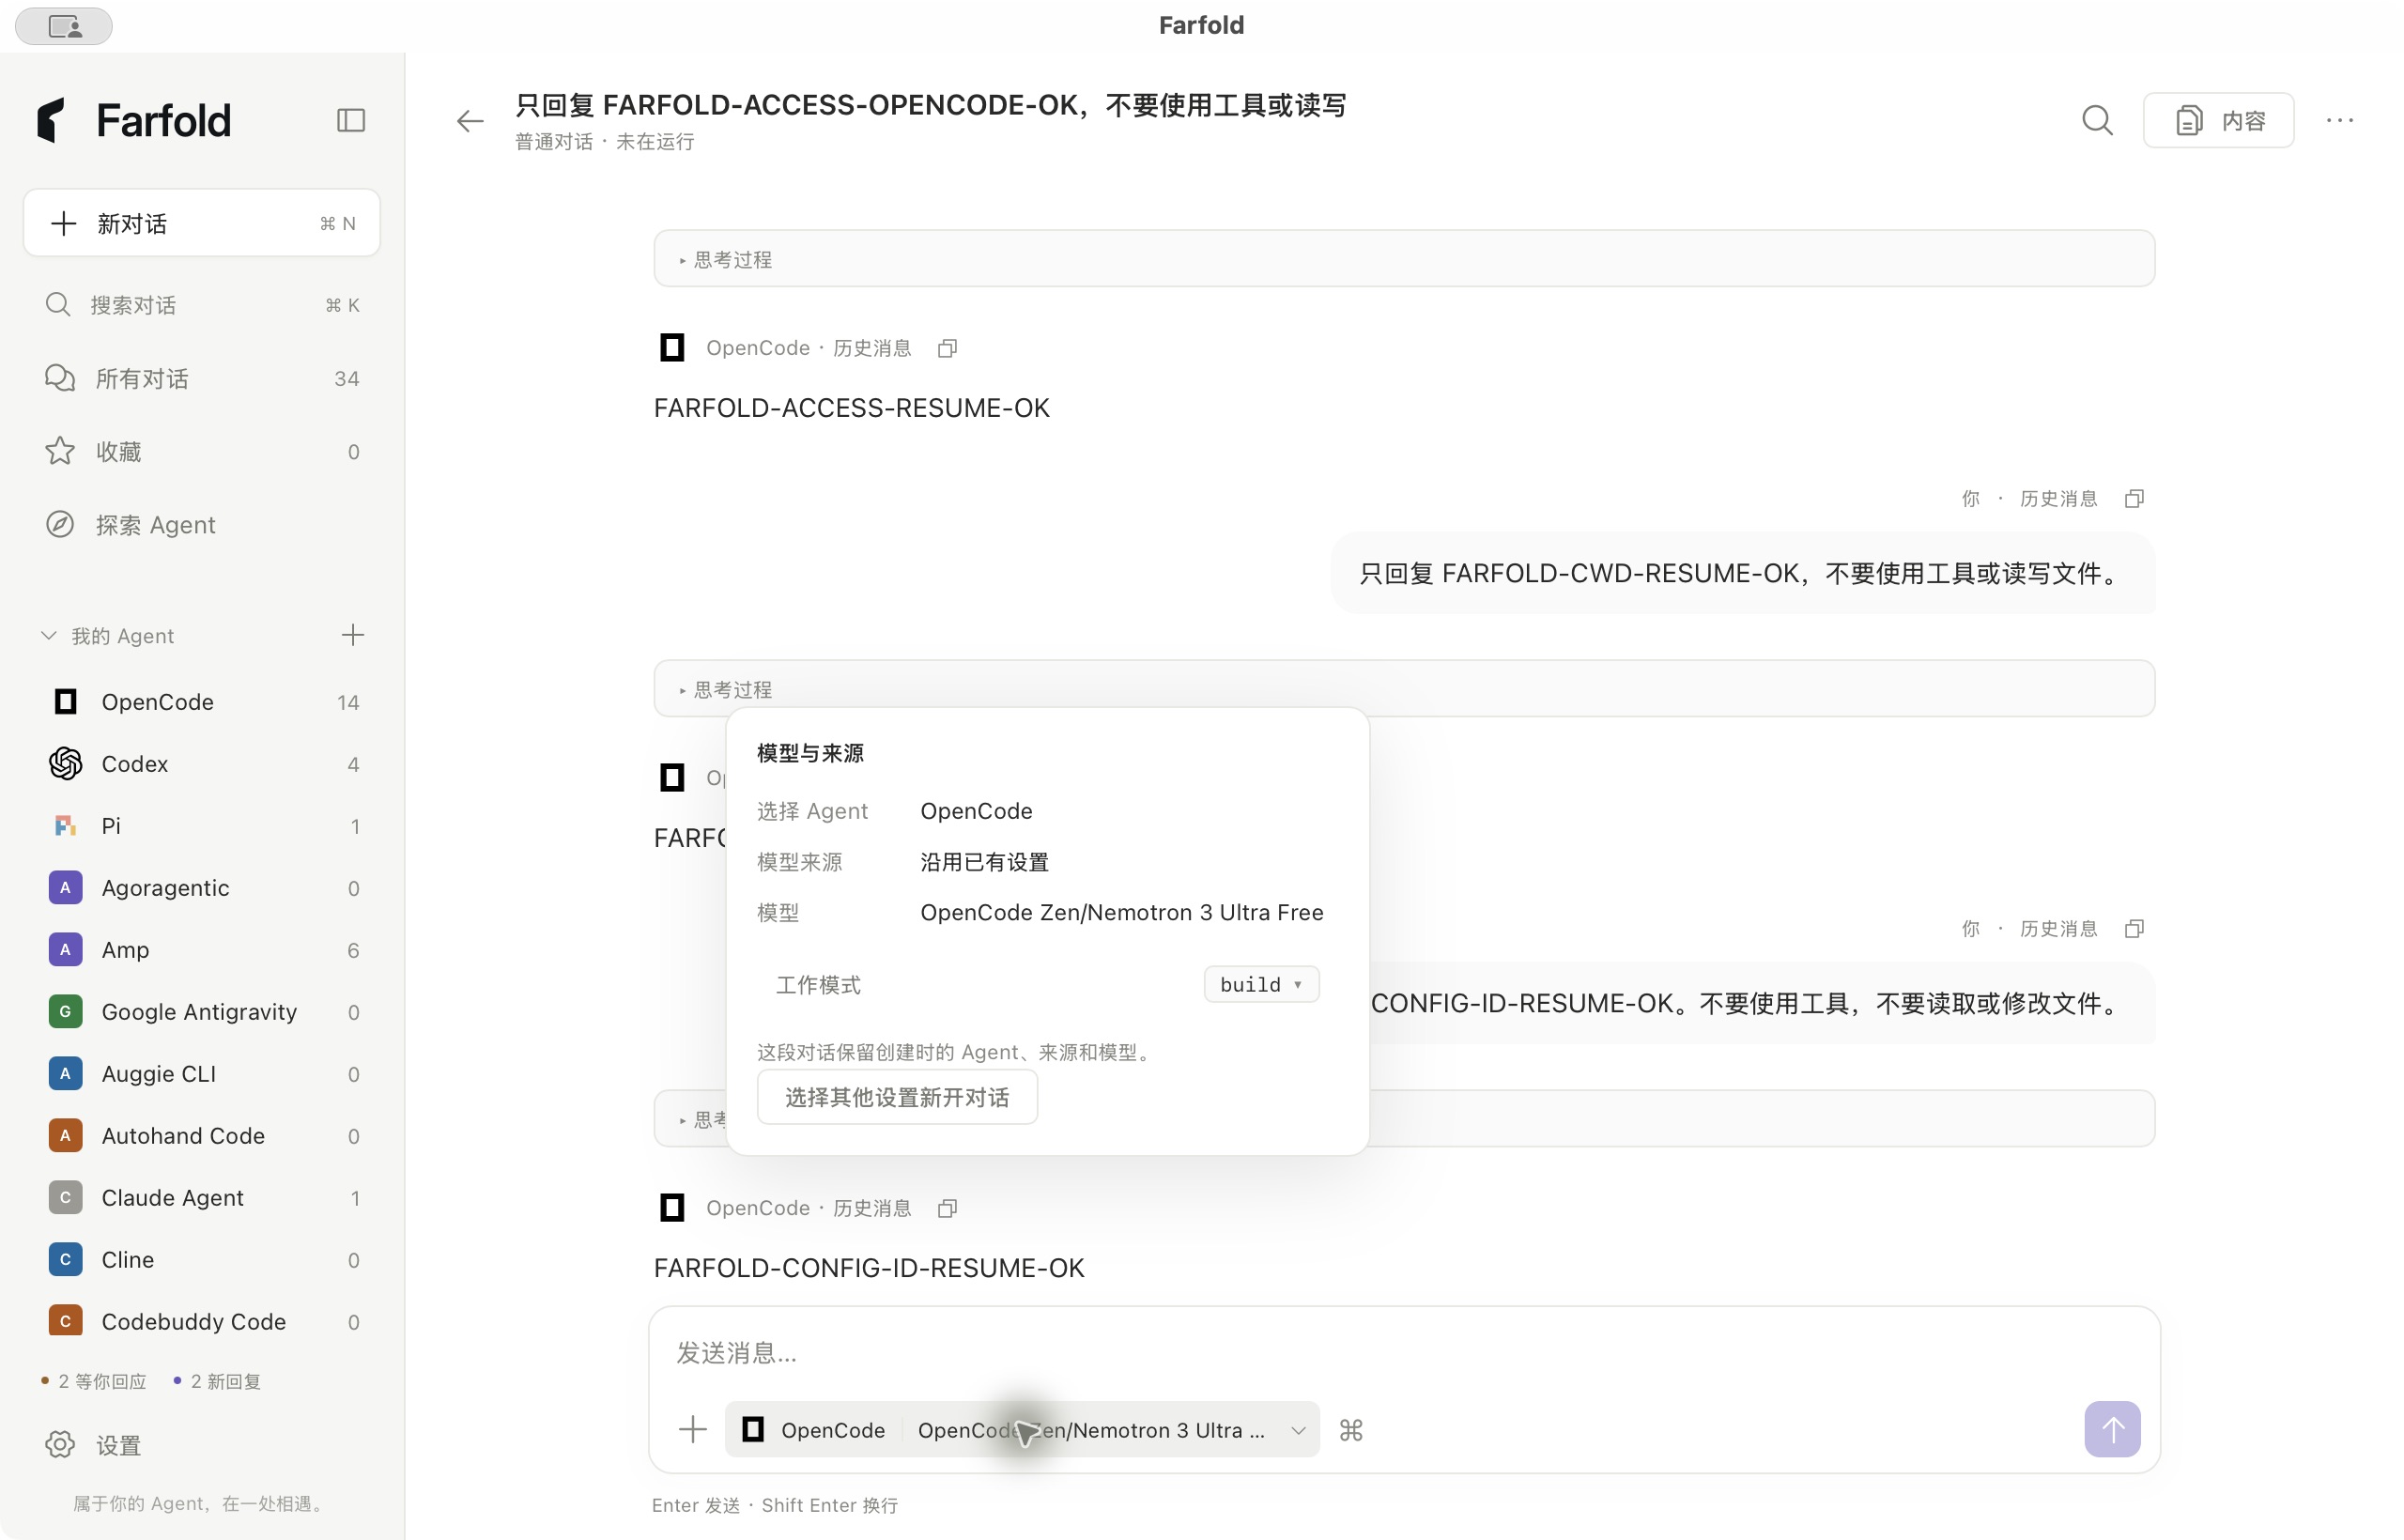 Farfold
Farfold
新对话 ⌘ N
搜索对话 ⌘ K
所有对话 34
收藏 0
探索 Agent
我的 Agent
OpenCode 14
Codex 4
Pi 1
A Agoragentic 0
A Amp 6
G Google Antigravity 0
A Auggie CLI 0
A Autohand Code 0
C Claude Agent 1
C Cline 0
C Codebuddy Code 0
2 等你回应 2 新回复
设置
属于你的 Agent，在一处相遇。
只回复 FARFOLD-ACCESS-OPENCODE-OK，不要使用工具或读写
普通对话 · 未在运行
内容
思考过程
OpenCode · 历史消息
FARFOLD-ACCESS-RESUME-OK
你 · 历史消息
只回复 FARFOLD-CWD-RESUME-OK，不要使用工具或读写文件。
思考过程
模型与来源
选择 Agent OpenCode
模型来源 沿用已有设置
模型 OpenCode Zen/Nemotron 3 Ultra Free
工作模式 build
这段对话保留创建时的 Agent、来源和模型。
选择其他设置新开对话
你 · 历史消息
CONFIG-ID-RESUME-OK。不要使用工具，不要读取或修改文件。
OpenCode · 历史消息
FARFOLD-CONFIG-ID-RESUME-OK
发送消息...
OpenCode OpenCode Zen/Nemotron 3 Ultra ... ⌘
Enter 发送 · Shift Enter 换行